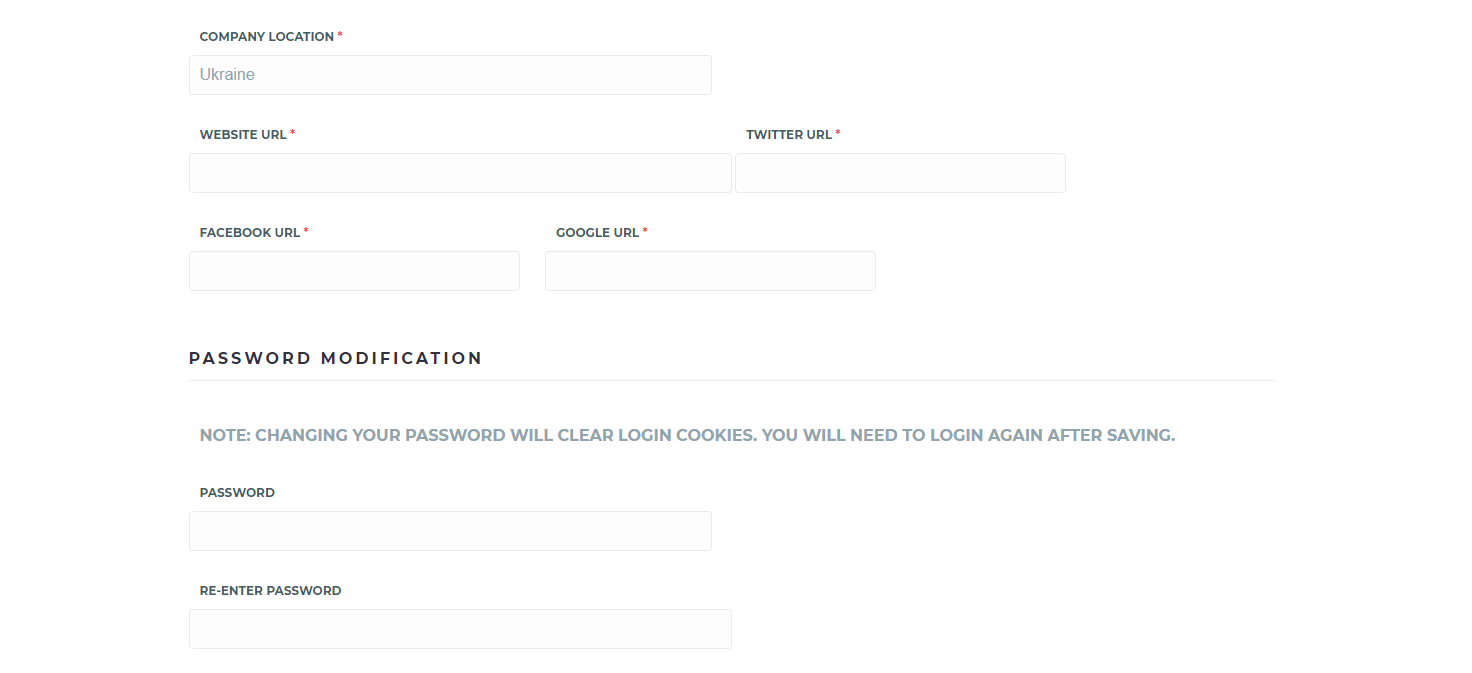 COMPANY LOCATION *
Ukraine
WEBSITE URL * TWITTER URL *
FACEBOOK URL * GOOGLE URL *
PASSWORD MODIFICATION
NOTE: CHANGING YOUR PASSWORD WILL CLEAR LOGIN COOKIES. YOU WILL NEED TO LOGIN AGAIN AFTER SAVING.
PASSWORD
RE-ENTER PASSWORD